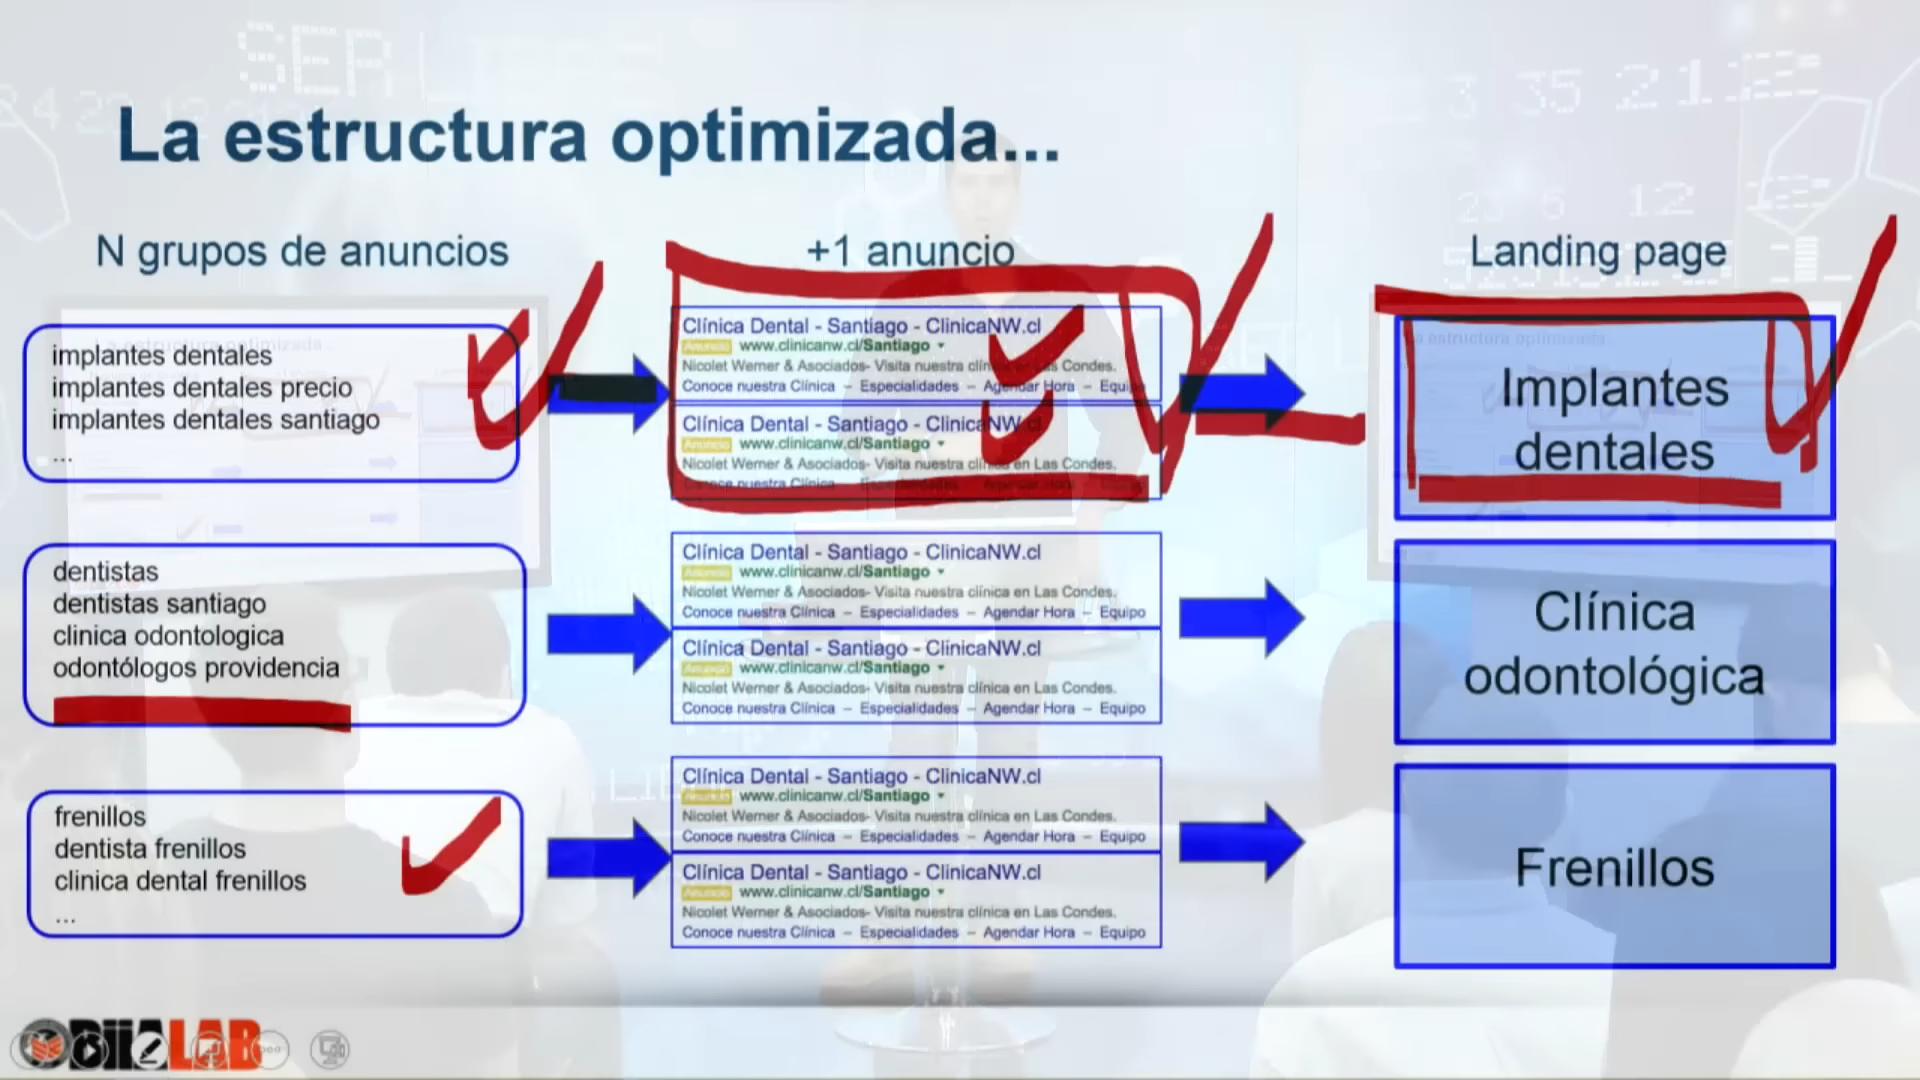 SER
La estructura optimizada...
N grupos de anuncios
+1 anuncio
Landing page
implantes dentales
implantes dentales precio
implantes dentales santiago
...
Clínica Dental - Santiago - ClinicaNW.cl
Anuncio www.clinicanw.cl/Santiago
Nicolet Werner & Asociados- Visita nuestra clínica en Las Condes.
Conoce nuestra Clínica – Especialidades – Agendar Hora – Equipo
Clínica Dental - Santiago - ClinicaNW.cl
Anuncio www.clinicanw.cl/Santiago
Nicolet Werner & Asociados- Visita nuestra clínica en Las Condes.
Conoce nuestra Clínica – Especialidades – Agendar Hora – Equipo
Implantes
dentales
dentistas
dentistas santiago
clinica odontologica
odontólogos providencia
Clínica Dental - Santiago - ClinicaNW.cl
Anuncio www.clinicanw.cl/Santiago
Nicolet Werner & Asociados- Visita nuestra clínica en Las Condes.
Conoce nuestra Clínica – Especialidades – Agendar Hora – Equipo
Clínica Dental - Santiago - ClinicaNW.cl
Anuncio www.clinicanw.cl/Santiago
Nicolet Werner & Asociados- Visita nuestra clínica en Las Condes.
Conoce nuestra Clínica – Especialidades – Agendar Hora – Equipo
Clínica
odontológica
frenillos
dentista frenillos
clinica dental frenillos
...
Clínica Dental - Santiago - ClinicaNW.cl
Anuncio www.clinicanw.cl/Santiago
Nicolet Werner & Asociados- Visita nuestra clínica en Las Condes.
Conoce nuestra Clínica – Especialidades – Agendar Hora – Equipo
Clínica Dental - Santiago - ClinicaNW.cl
Anuncio www.clinicanw.cl/Santiago
Nicolet Werner & Asociados- Visita nuestra clínica en Las Condes.
Conoce nuestra Clínica – Especialidades – Agendar Hora – Equipo
Frenillos
BiiALAB